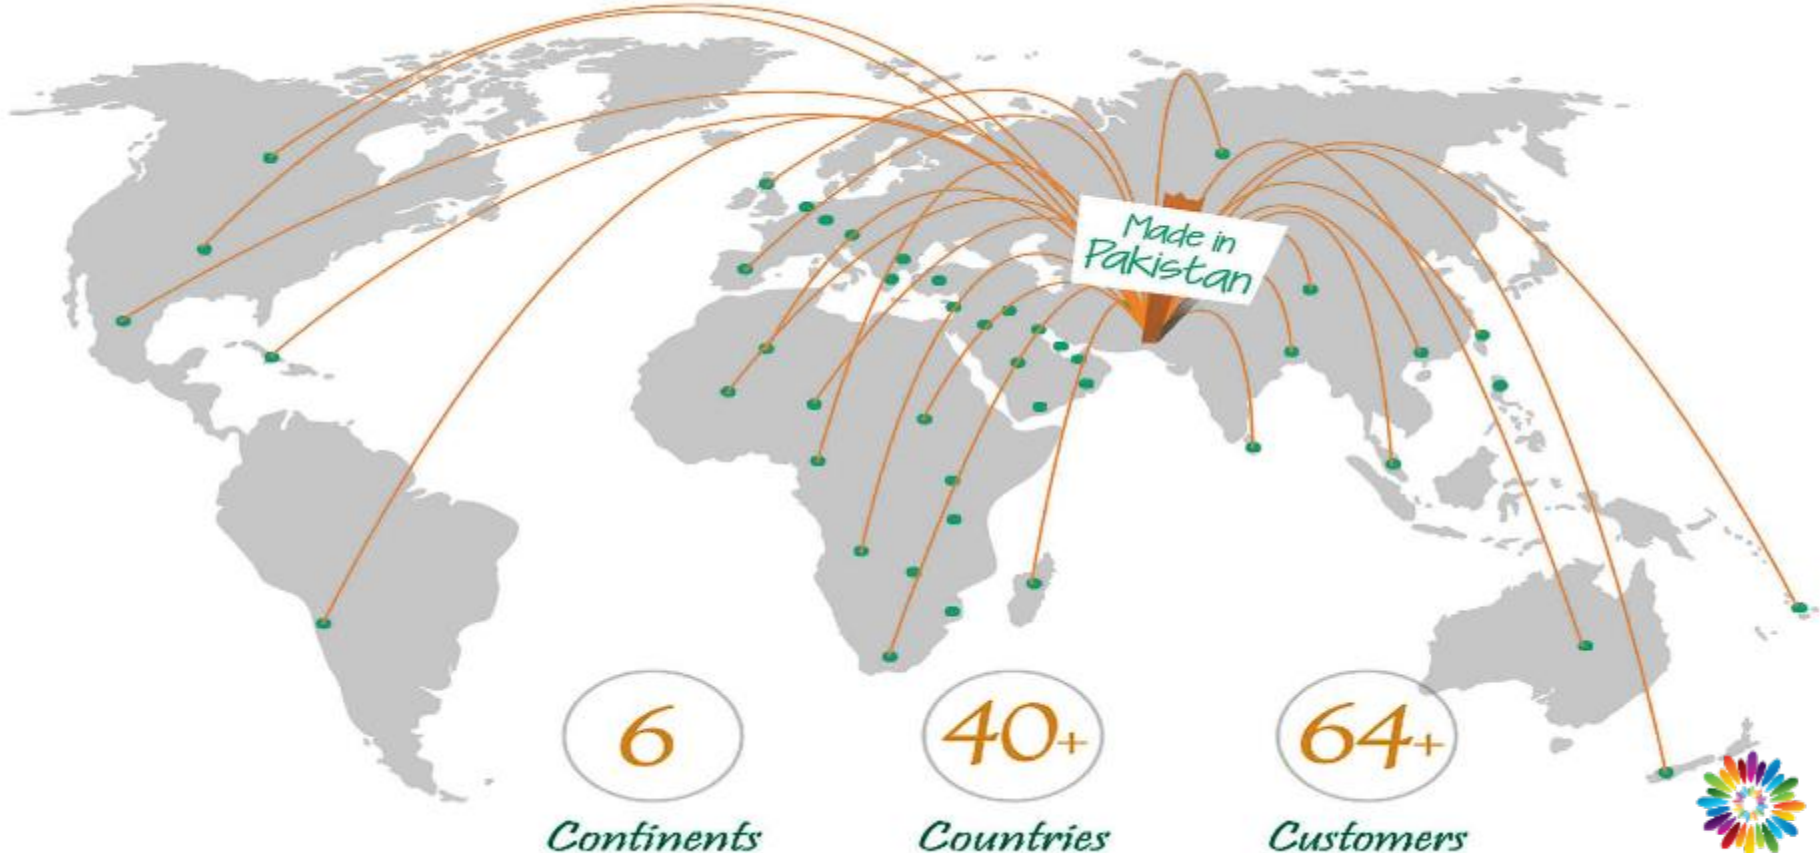 Made in
Pakistan
6
40+
64+
Continents
Countries
Customers